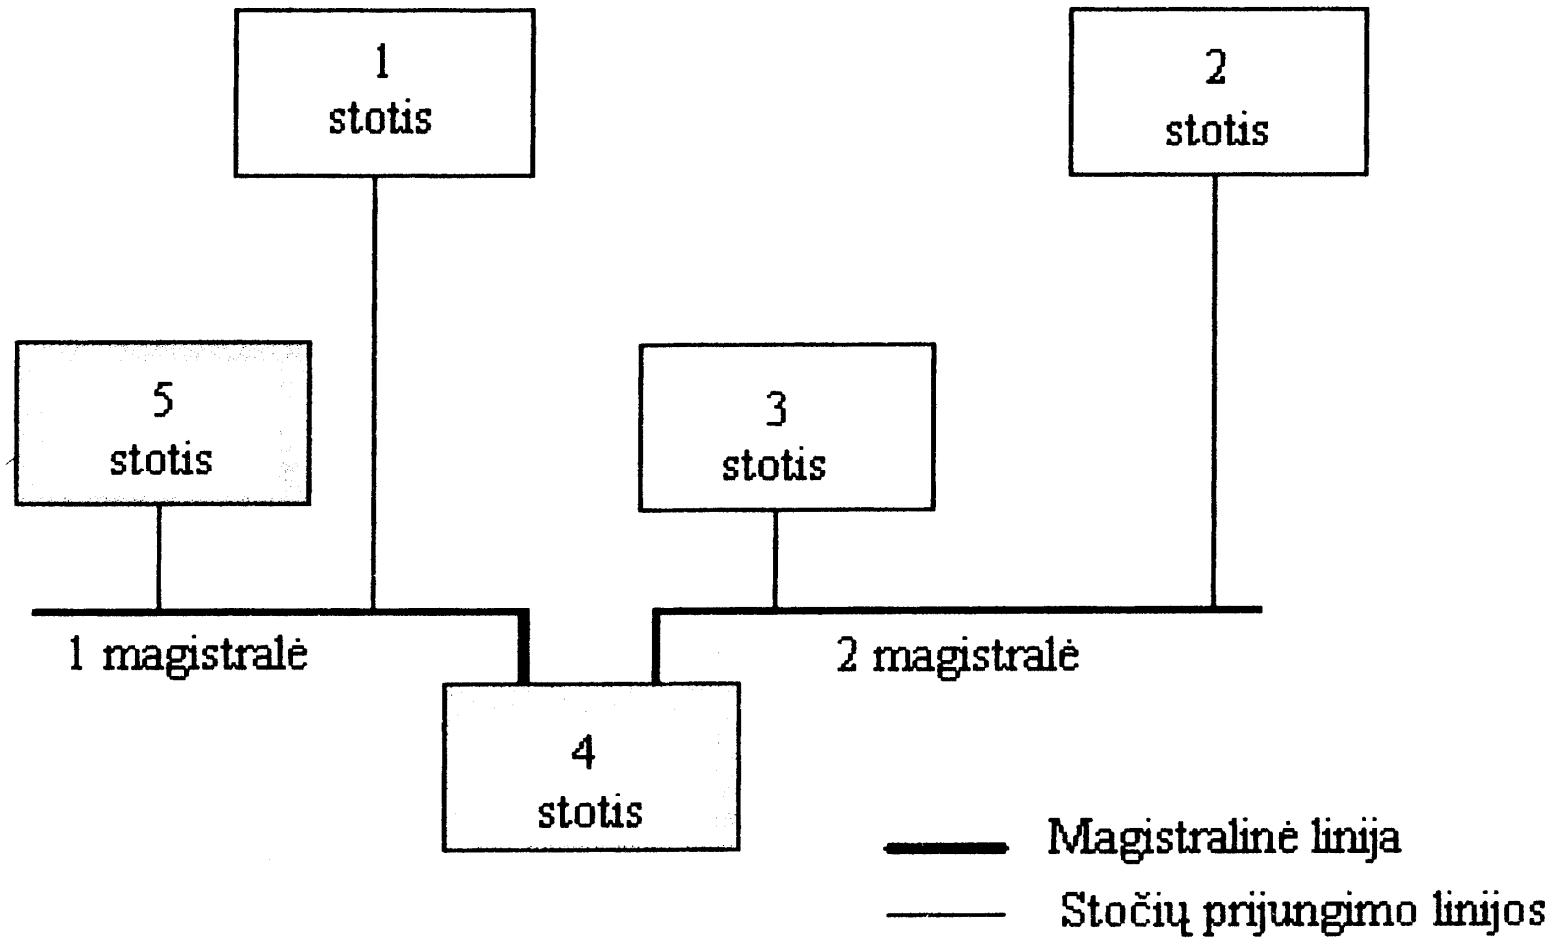 1
stotis
2
stotis
5
stotis
3
stotis
1 magistralė
2 magistralė
4
stotis
Magistralinė linija
Stočių prijungimo linijos